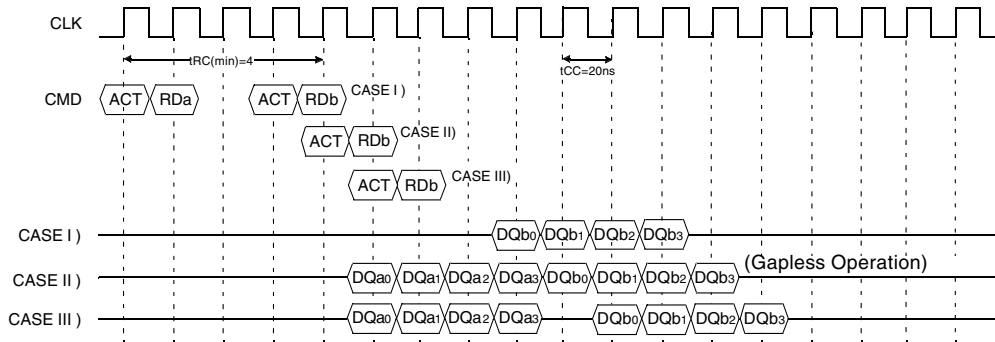 CLK
tRC(min)=4
tCC=20ns
CMD
ACT RDa ACT RDb CASE I )
ACT RDb CASE II)
ACT RDb CASE III)
CASE I ) DQb0 DQb1 DQb2 DQb3
(Gapless Operation)
CASE II ) DQa0 DQa1 DQa2 DQa3 DQb0 DQb1 DQb2 DQb3
CASE III ) DQa0 DQa1 DQa2 DQa3 DQb0 DQb1 DQb2 DQb3